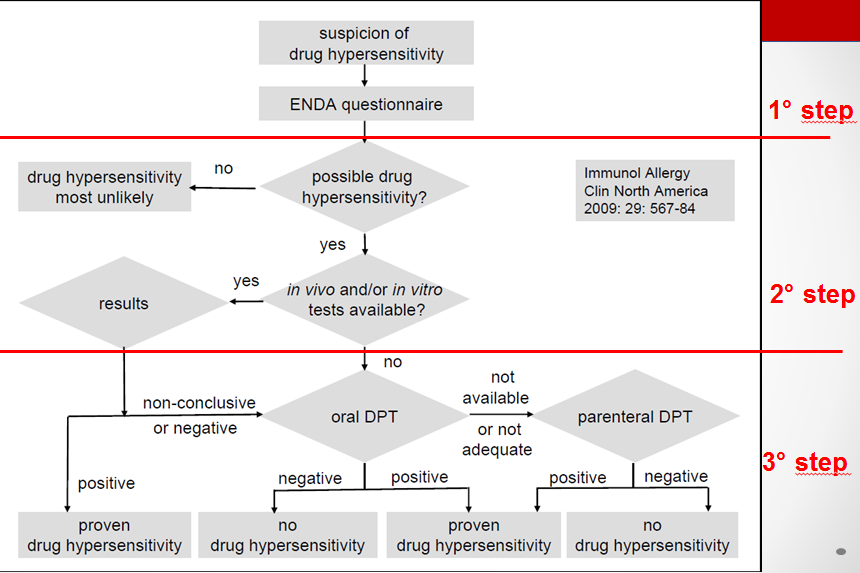 suspicion of
drug hypersensitivity
ENDA questionnaire
1° step
no
drug hypersensitivity
most unlikely
possible drug
hypersensitivity?
Immunol Allergy
Clin North America
2009: 29: 567-84
yes
yes
results
in vivo and/or in vitro
tests available?
2° step
no
non-conclusive
or negative
oral DPT
not
available
or not
adequate
parenteral DPT
3° step
positive
negative
positive
positive
negative
proven
drug hypersensitivity
no
drug hypersensitivity
proven
drug hypersensitivity
no
drug hypersensitivity